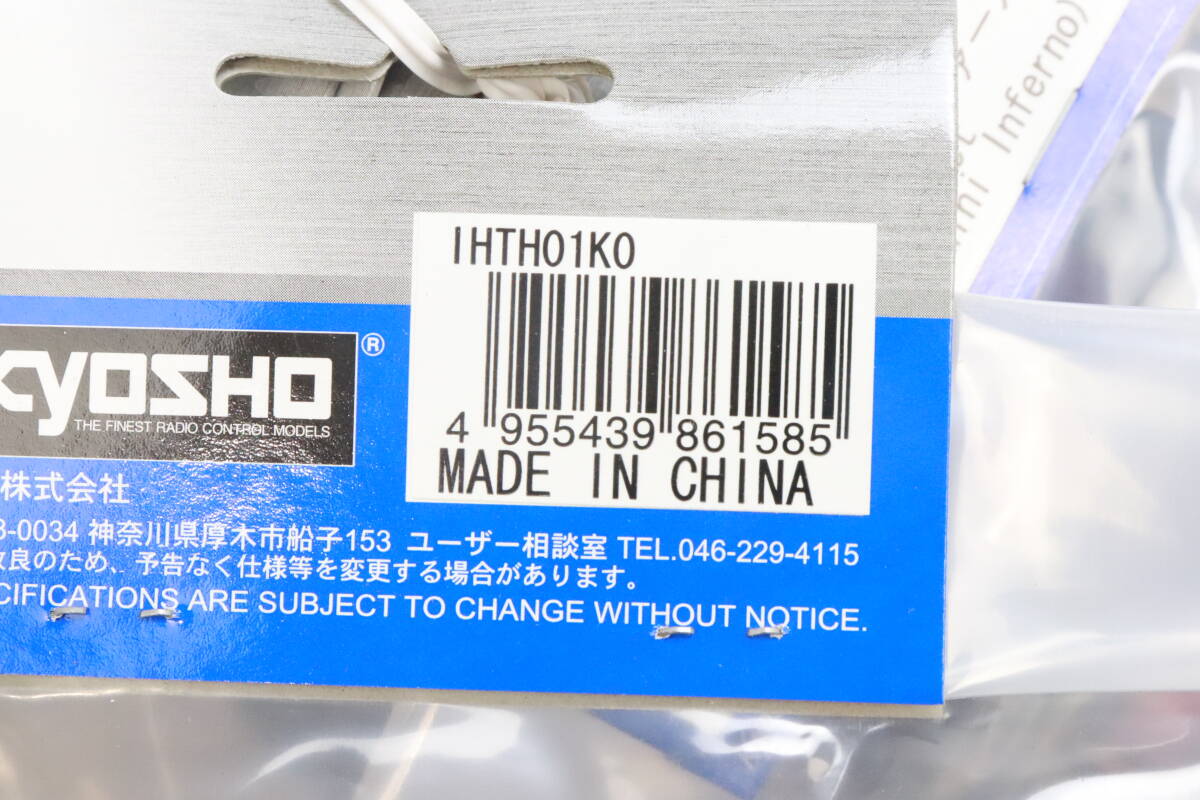 Inferno)
IHTH01K0
4 955439 861585
MADE IN CHINA
KYOSHO®
THE FINEST RADIO CONTROL MODELS
株式会社
-0034 神奈川県厚木市船子153 ユーザー相談室 TEL.046-229-4115
改良のため、予告なく仕様等を変更する場合があります。
CIFICATIONS ARE SUBJECT TO CHANGE WITHOUT NOTICE.